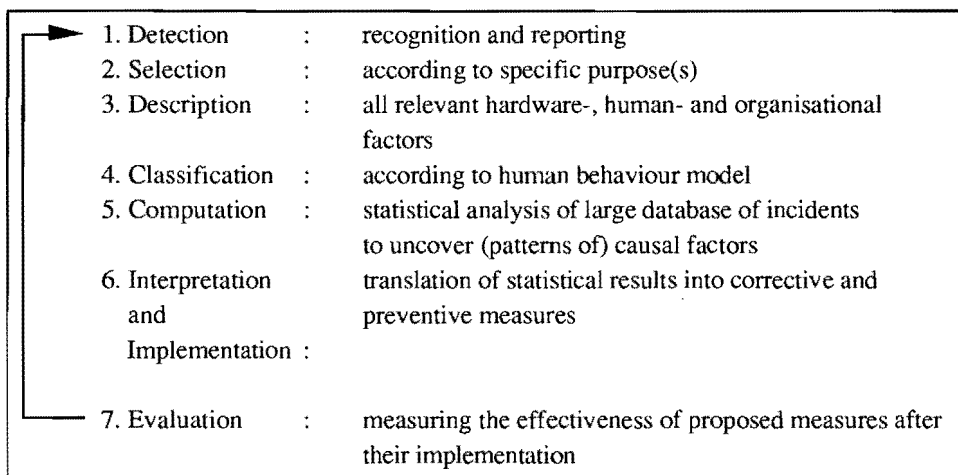 1. Detection : recognition and reporting
2. Selection : according to specific purpose(s)
3. Description : all relevant hardware-, human- and organisational
factors
4. Classification : according to human behaviour model
5. Computation : statistical analysis of large database of incidents
to uncover (patterns of) causal factors
6. Interpretation translation of statistical results into corrective and
and preventive measures
Implementation :
7. Evaluation : measuring the effectiveness of proposed measures after
their implementation